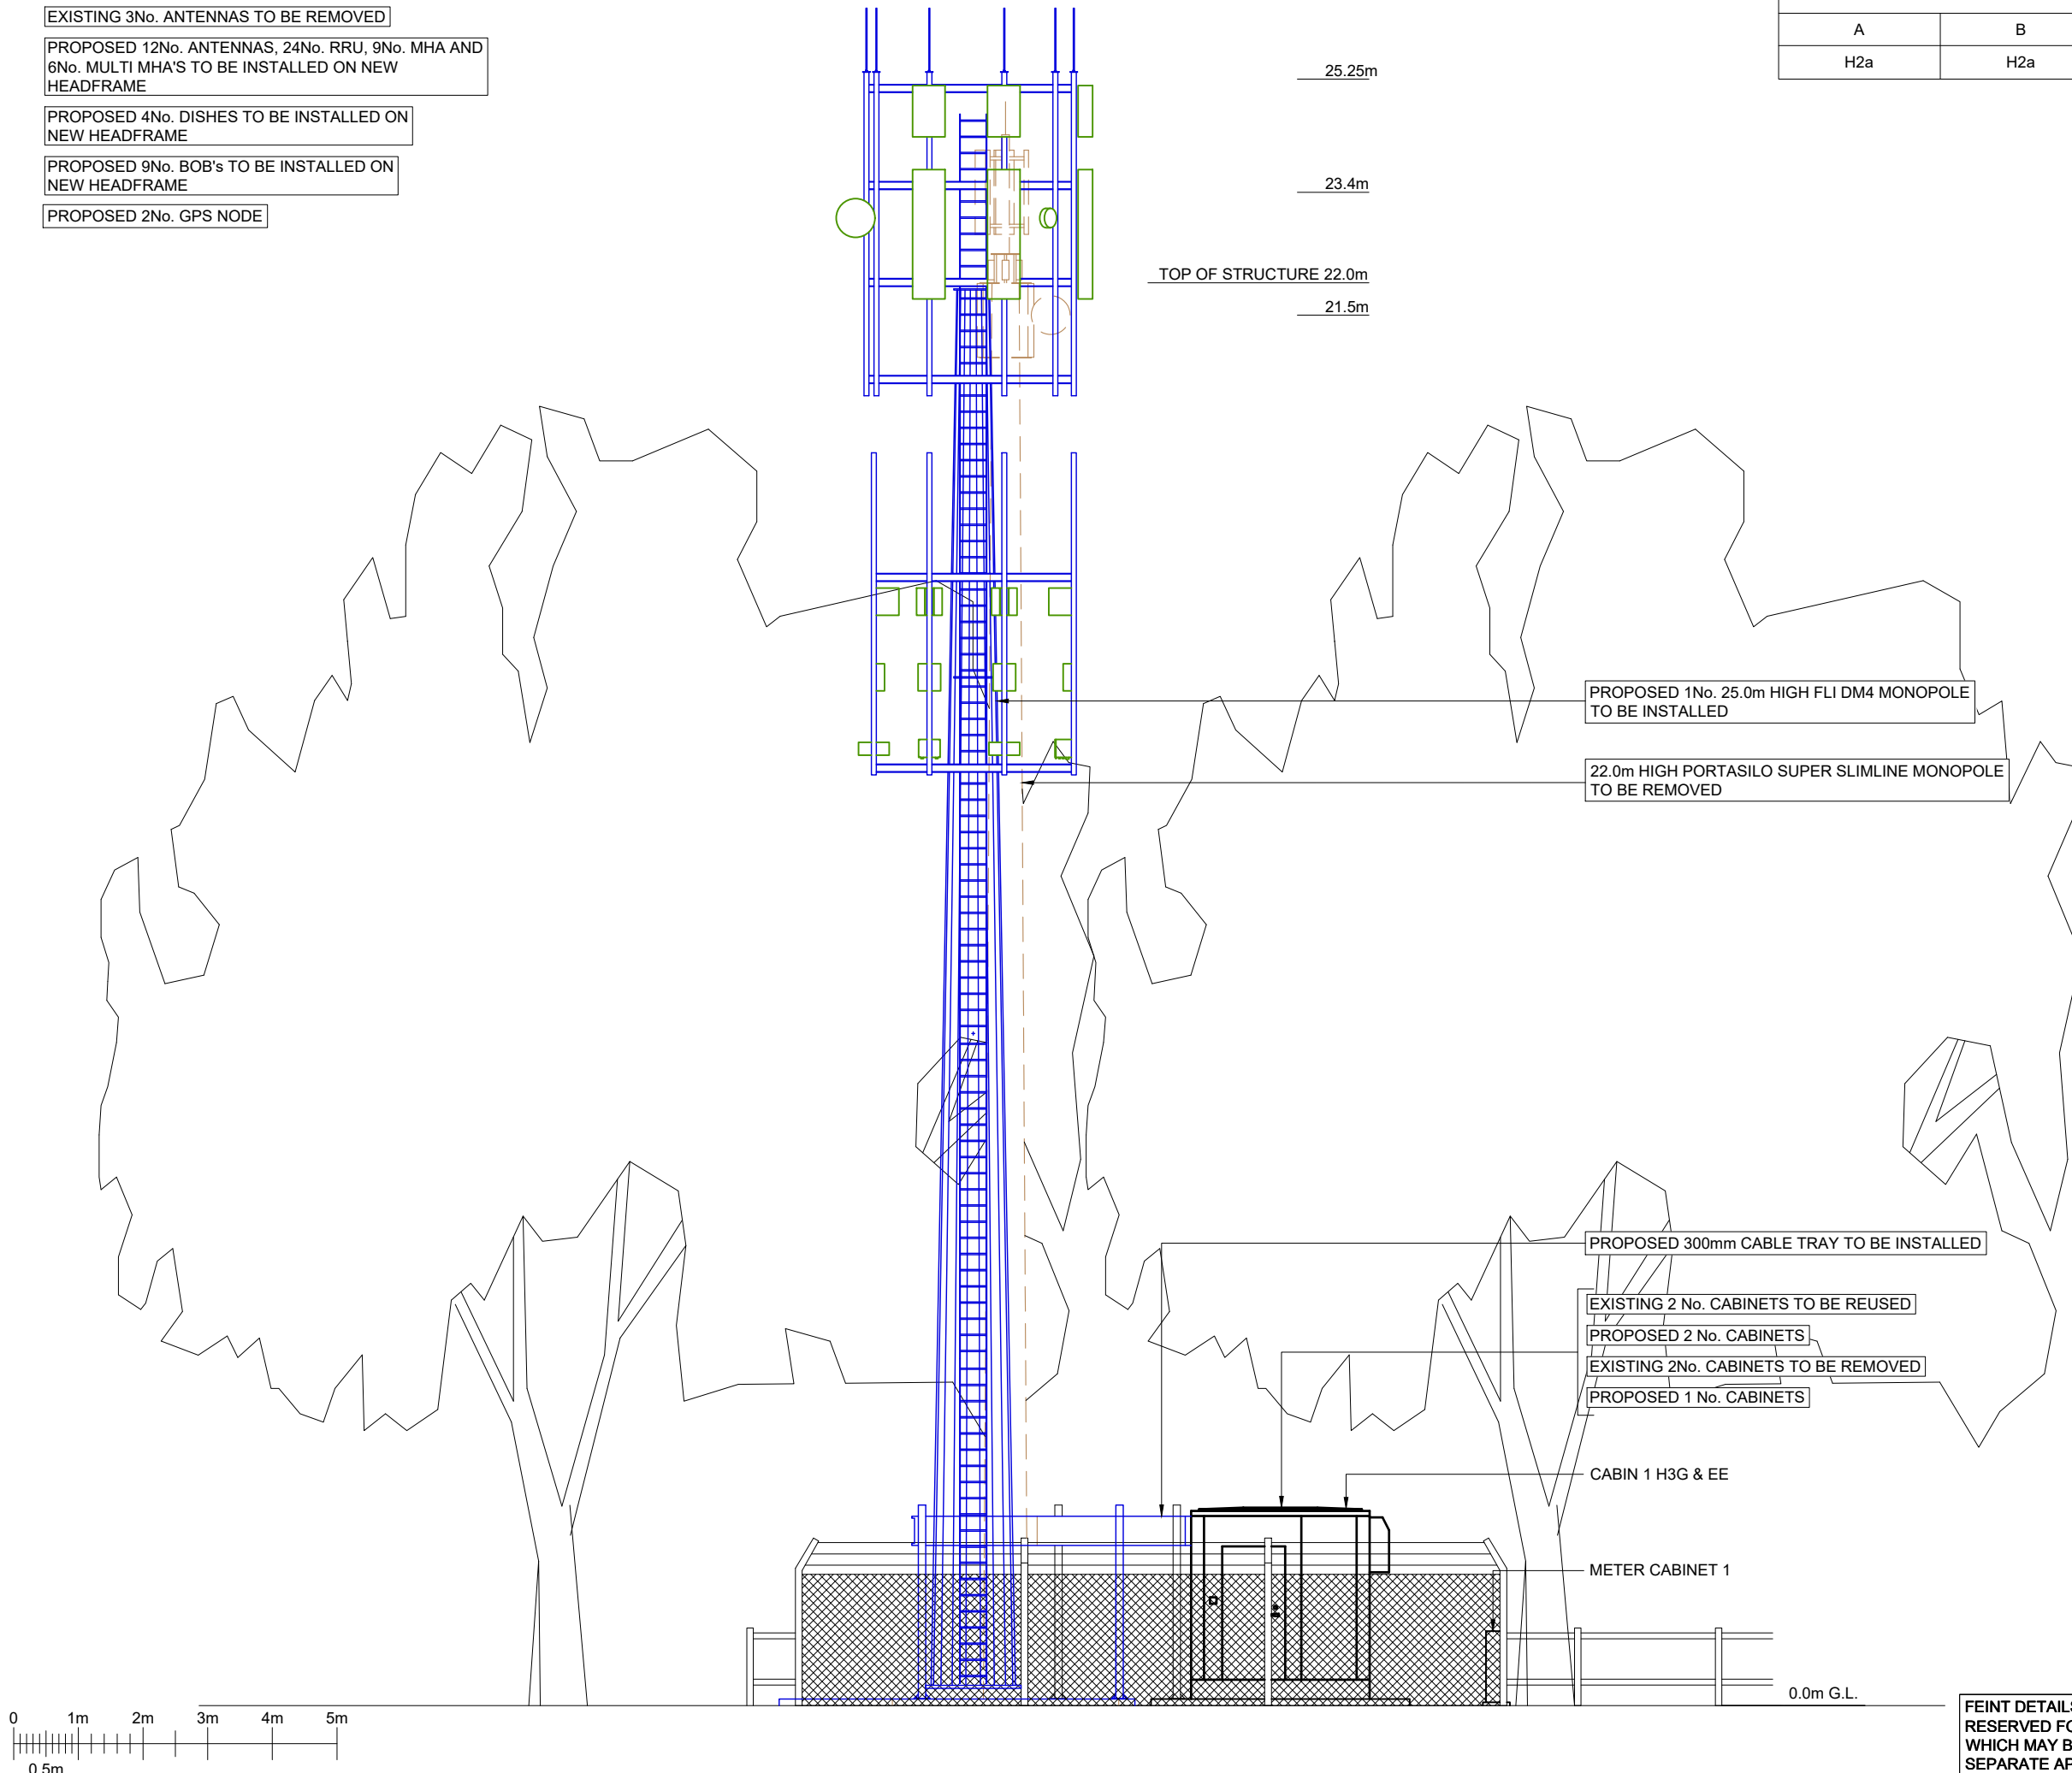 EXISTING 3No. ANTENNAS TO BE REMOVED
PROPOSED 12No. ANTENNAS, 24No. RRU, 9No. MHA AND
6No. MULTI MHA'S TO BE INSTALLED ON NEW
HEADFRAME
PROPOSED 4No. DISHES TO BE INSTALLED ON
NEW HEADFRAME
PROPOSED 9No. BOB's TO BE INSTALLED ON
NEW HEADFRAME
PROPOSED 2No. GPS NODE
A B
H2a H2a
25.25m
23.4m
TOP OF STRUCTURE 22.0m
21.5m
PROPOSED 1No. 25.0m HIGH FLI DM4 MONOPOLE
TO BE INSTALLED
22.0m HIGH PORTASILO SUPER SLIMLINE MONOPOLE
TO BE REMOVED
PROPOSED 300mm CABLE TRAY TO BE INSTALLED
EXISTING 2 No. CABINETS TO BE REUSED
PROPOSED 2 No. CABINETS
EXISTING 2No. CABINETS TO BE REMOVED
PROPOSED 1 No. CABINETS
CABIN 1 H3G & EE
METER CABINET 1
0.0m G.L.
0 1m 2m 3m 4m 5m
0.5m
FEINT DETAILS
RESERVED FO
WHICH MAY B
SEPARATE AP